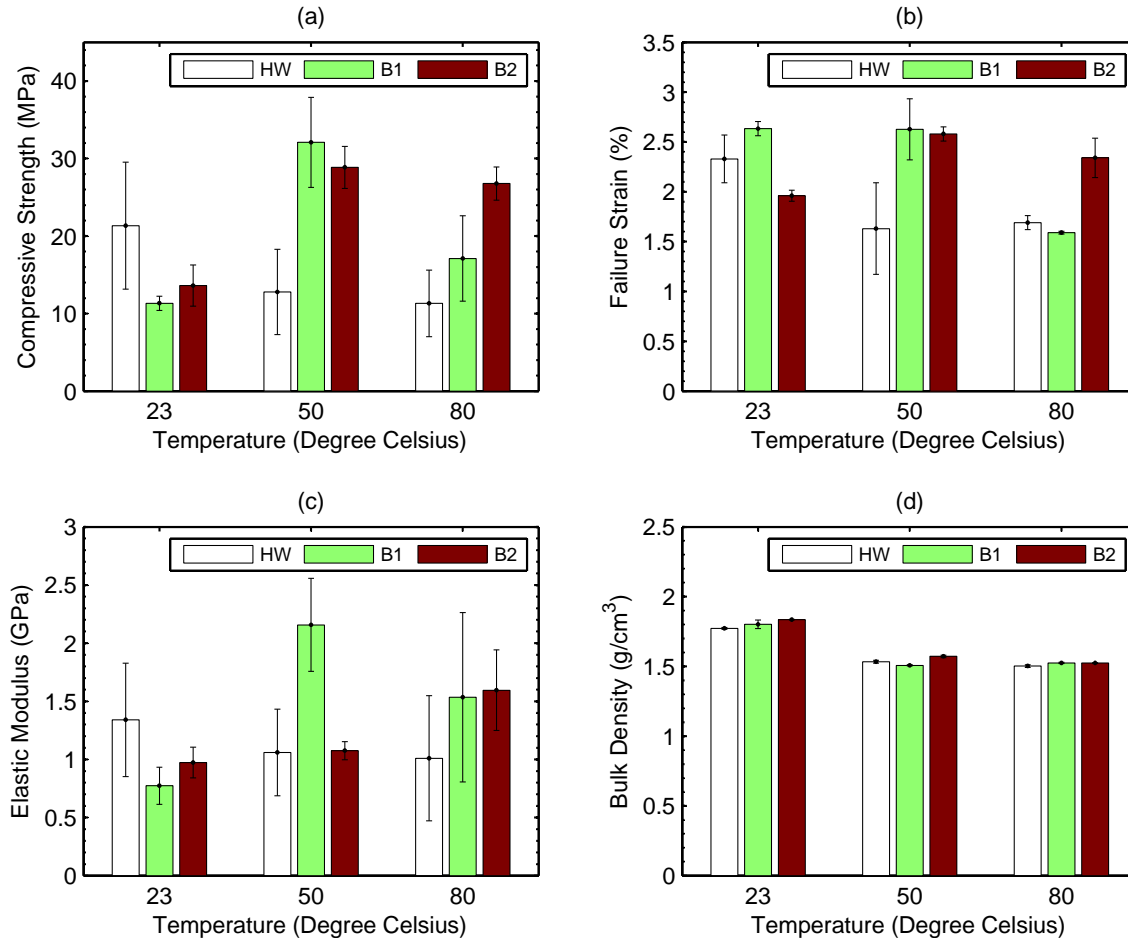 (a)
HW B1 B2
Compressive Strength (MPa)
40
30
20
10
0
23 50 80
Temperature (Degree Celsius)
(b)
HW B1 B2
Failure Strain (%)
3.5
3
2.5
2
1.5
1
0.5
0
23 50 80
Temperature (Degree Celsius)
(c)
HW B1 B2
Elastic Modulus (GPa)
3
2.5
2
1.5
1
0.5
0
23 50 80
Temperature (Degree Celsius)
(d)
HW B1 B2
Bulk Density (g/cm³)
2.5
2
1.5
1
0.5
0
23 50 80
Temperature (Degree Celsius)